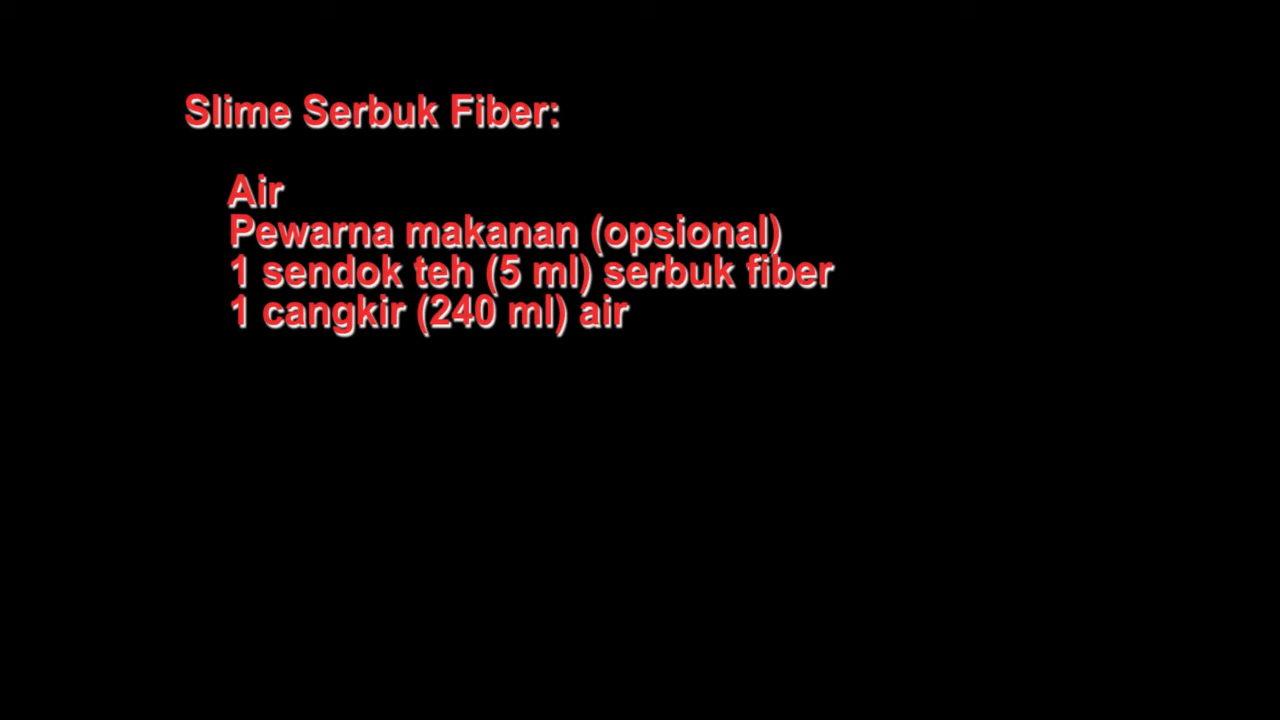 Slime Serbuk Fiber:
Air
Pewarna makanan (opsional)
1 sendok teh (5 ml) serbuk fiber
1 cangkir (240 ml) air